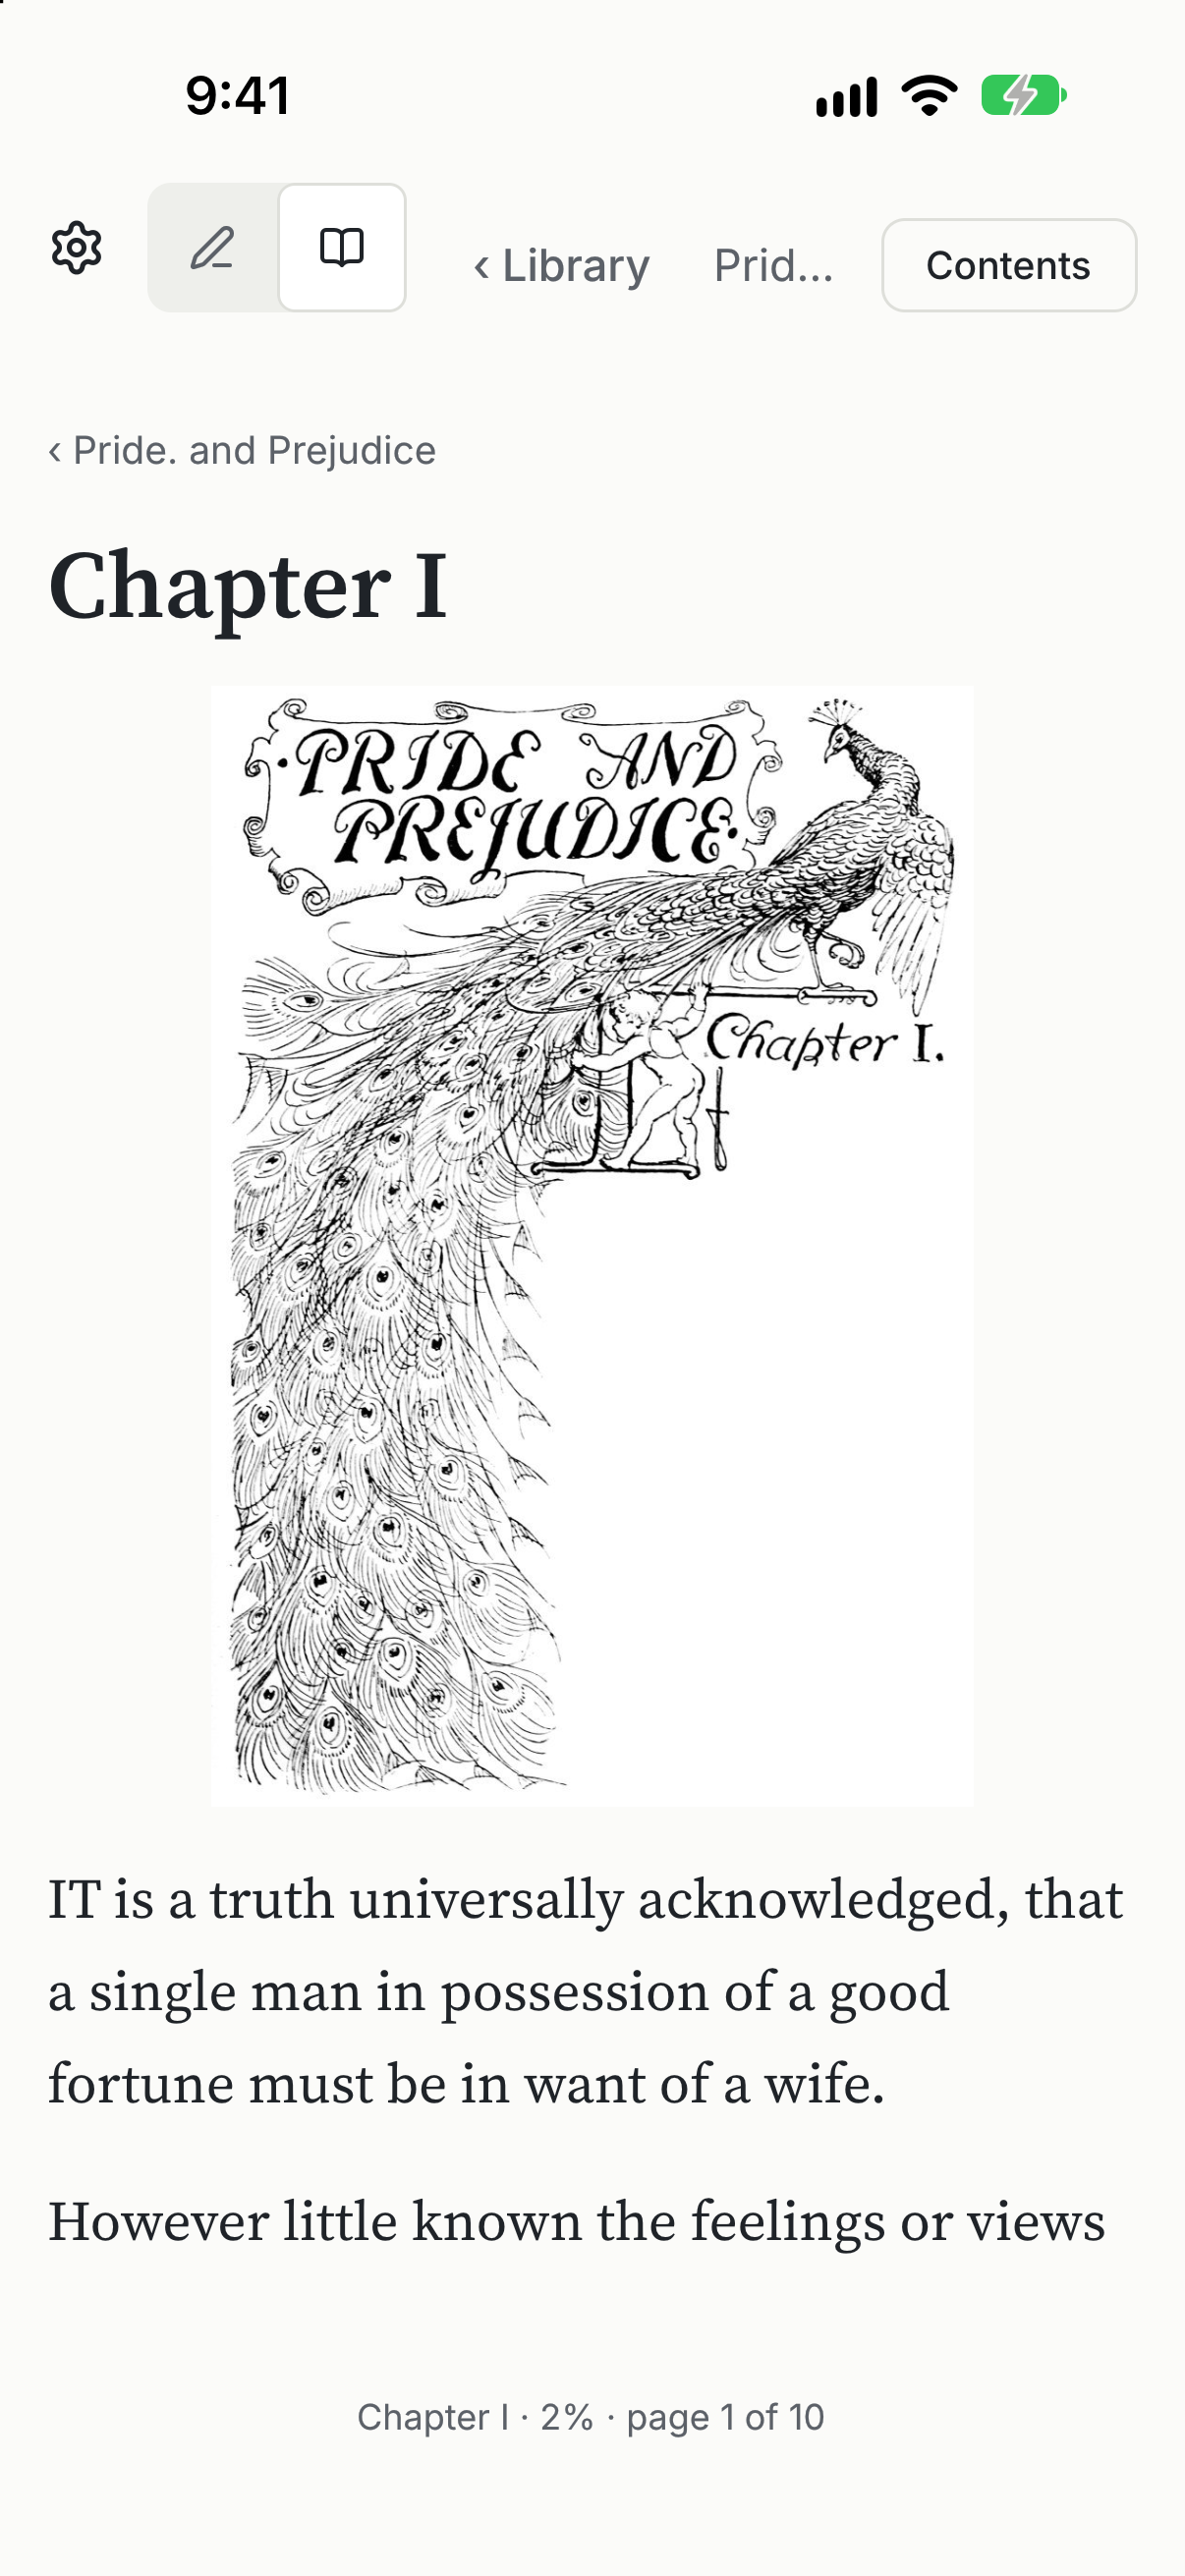 9:41
‹ Library
Prid...
Contents
‹ Pride. and Prejudice
Chapter I
·PRIDE AND
PREJUDICE·
Chapter I.
It
IT is a truth universally acknowledged, that
a single man in possession of a good
fortune must be in want of a wife.
However little known the feelings or views
Chapter I · 2% · page 1 of 10